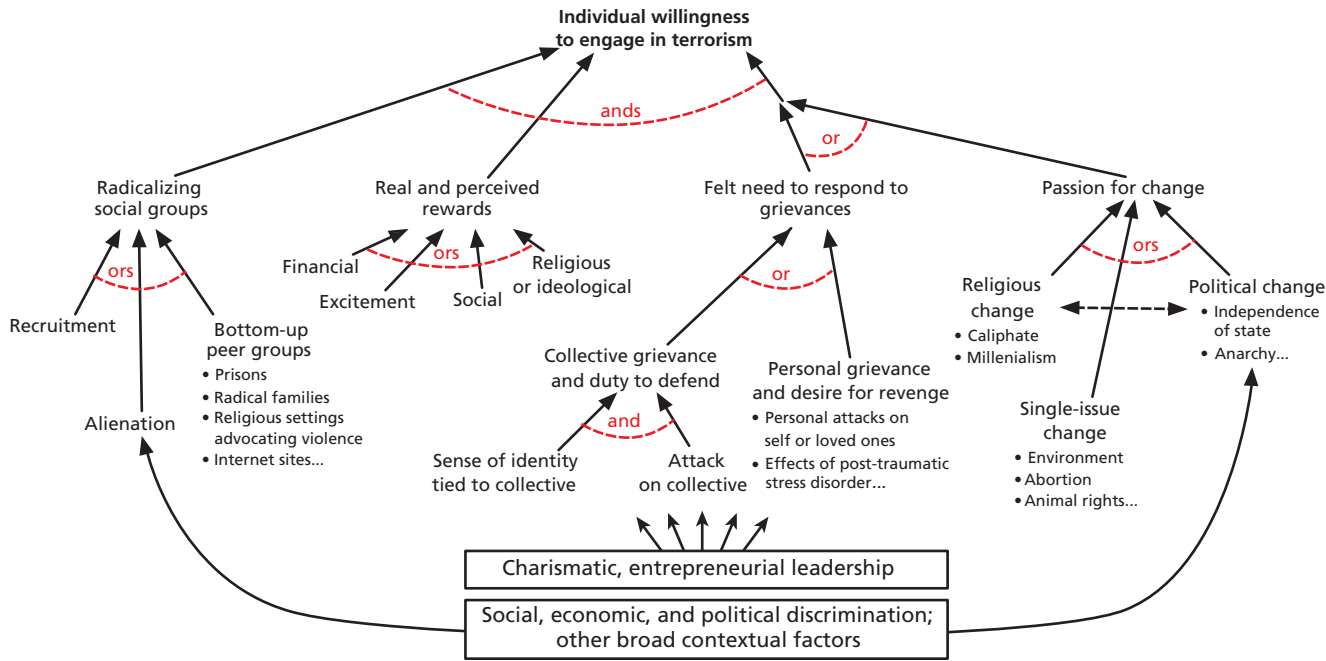 Individual willingness
to engage in terrorism
ands
or
Radicalizing
social groups
Real and perceived
rewards
Felt need to respond to
grievances
Passion for change
ors
Recruitment
Alienation
Bottom-up
peer groups
• Prisons
• Radical families
• Religious settings
advocating violence
• Internet sites...
ors
Financial
Excitement
Social
Religious
or ideological
or
Collective grievance
and duty to defend
and
Sense of identity
tied to collective
Attack
on collective
Personal grievance
and desire for revenge
• Personal attacks on
self or loved ones
• Effects of post-traumatic
stress disorder...
ors
Religious
change
• Caliphate
• Millenialism
Single-issue
change
• Environment
• Abortion
• Animal rights...
Political change
• Independence
of state
• Anarchy...
Charismatic, entrepreneurial leadership
Social, economic, and political discrimination;
other broad contextual factors